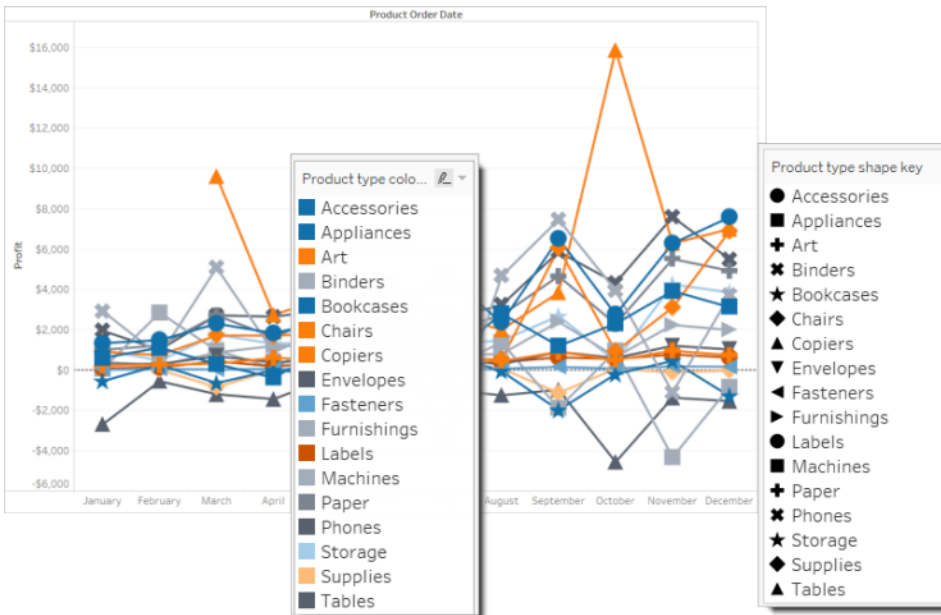 Product Order Date
$16,000
$14,000
$12,000
$10,000
$8,000
$6,000
$4,000
$2,000
$0
-$2,000
-$4,000
-$6,000
Profit
January February March April August September October November December
Product type colo...
Accessories
Appliances
Art
Binders
Bookcases
Chairs
Copiers
Envelopes
Fasteners
Furnishings
Labels
Machines
Paper
Phones
Storage
Supplies
Tables
Product type shape key
Accessories
Appliances
Art
Binders
Bookcases
Chairs
Copiers
Envelopes
Fasteners
Furnishings
Labels
Machines
Paper
Phones
Storage
Supplies
Tables